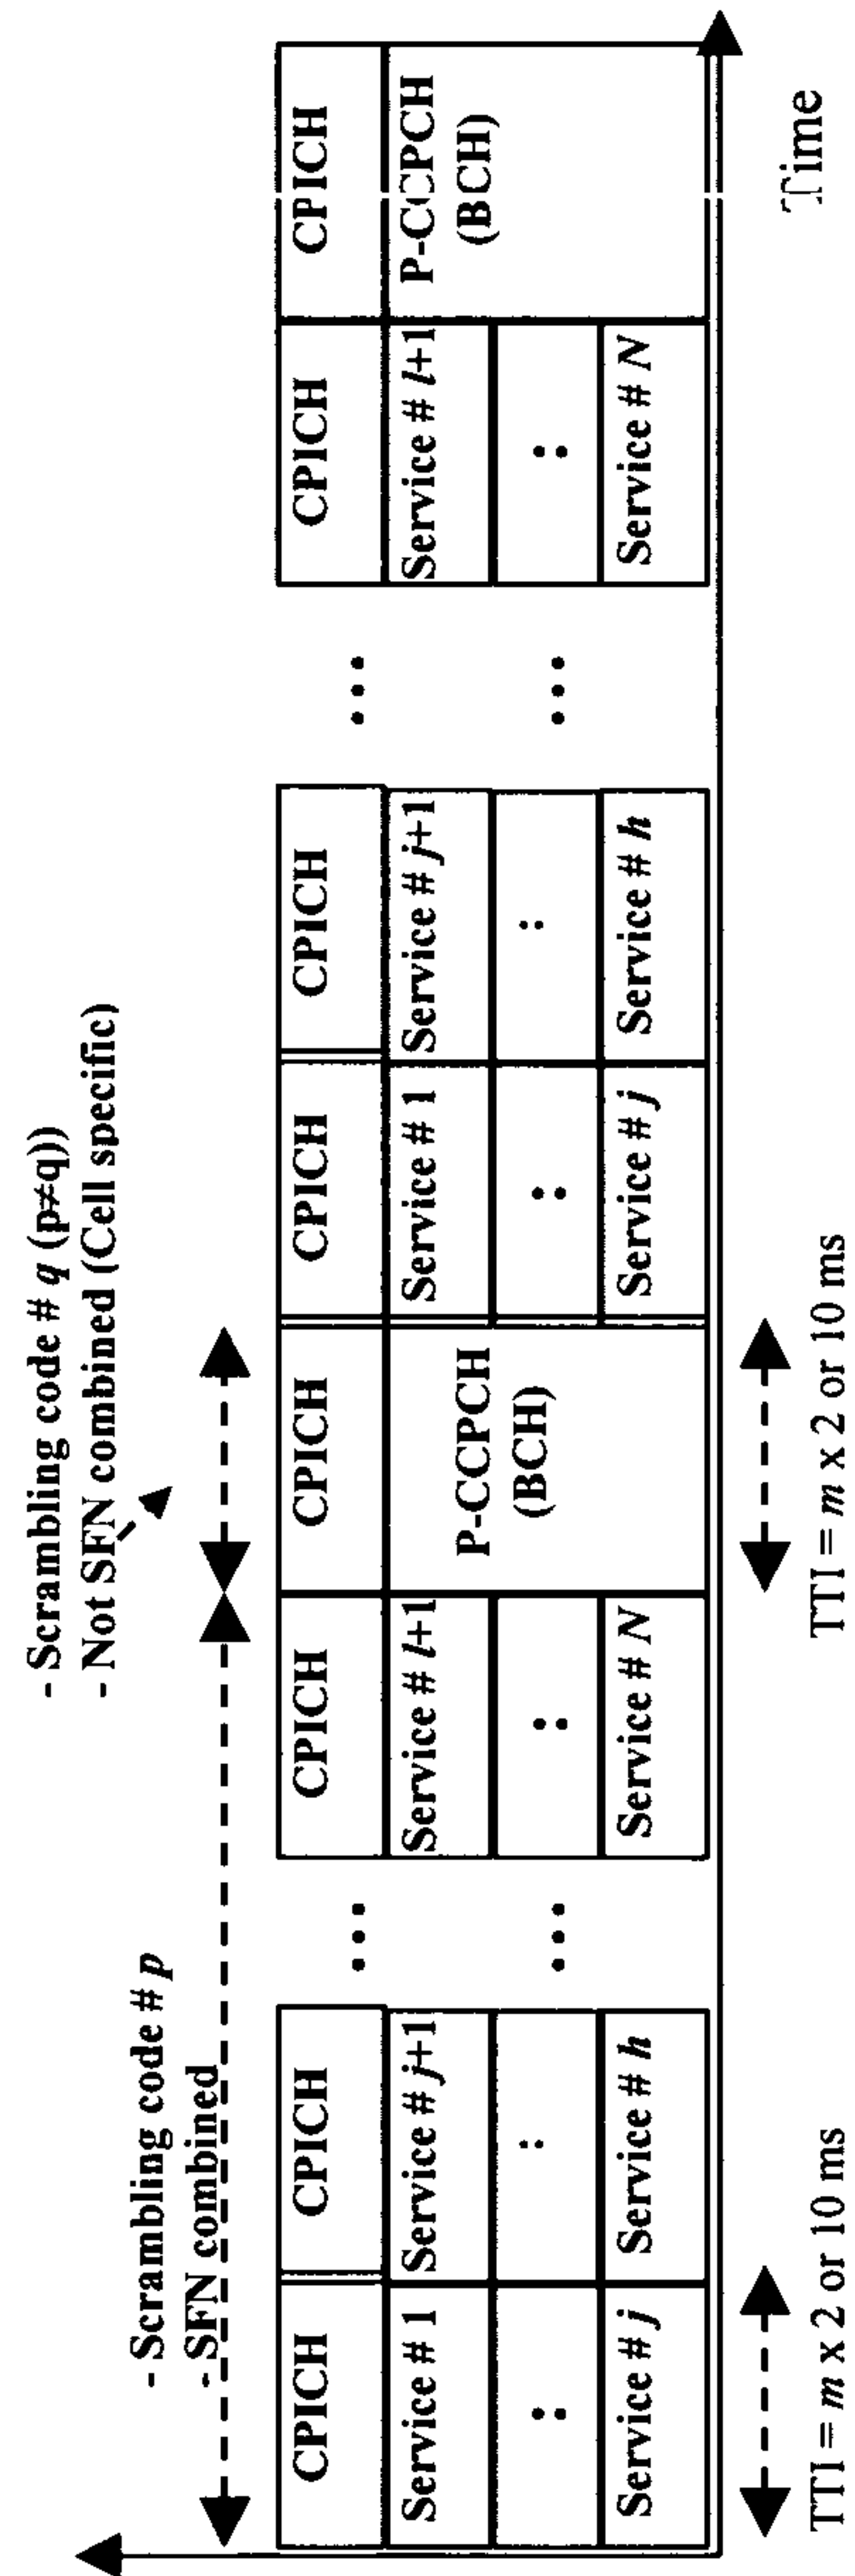 - Scrambling code # q (p≠q))
- Not SFN combined (Cell specific)
- Scrambling code # p
- SFN combined
CPICH
Service # 1
:
Service # j
CPICH
Service # j+1
:
Service # h
...
...
CPICH
Service # l+1
:
Service # N
CPICH
P-CCPCH
(BCH)
CPICH
Service # 1
:
Service # j
CPICH
Service # j+1
:
Service # h
...
...
CPICH
Service # l+1
:
Service # N
CPICH
P-CCPCH
(BCH)
Time
TTI = m x 2 or 10 ms
TTI = m x 2 or 10 ms